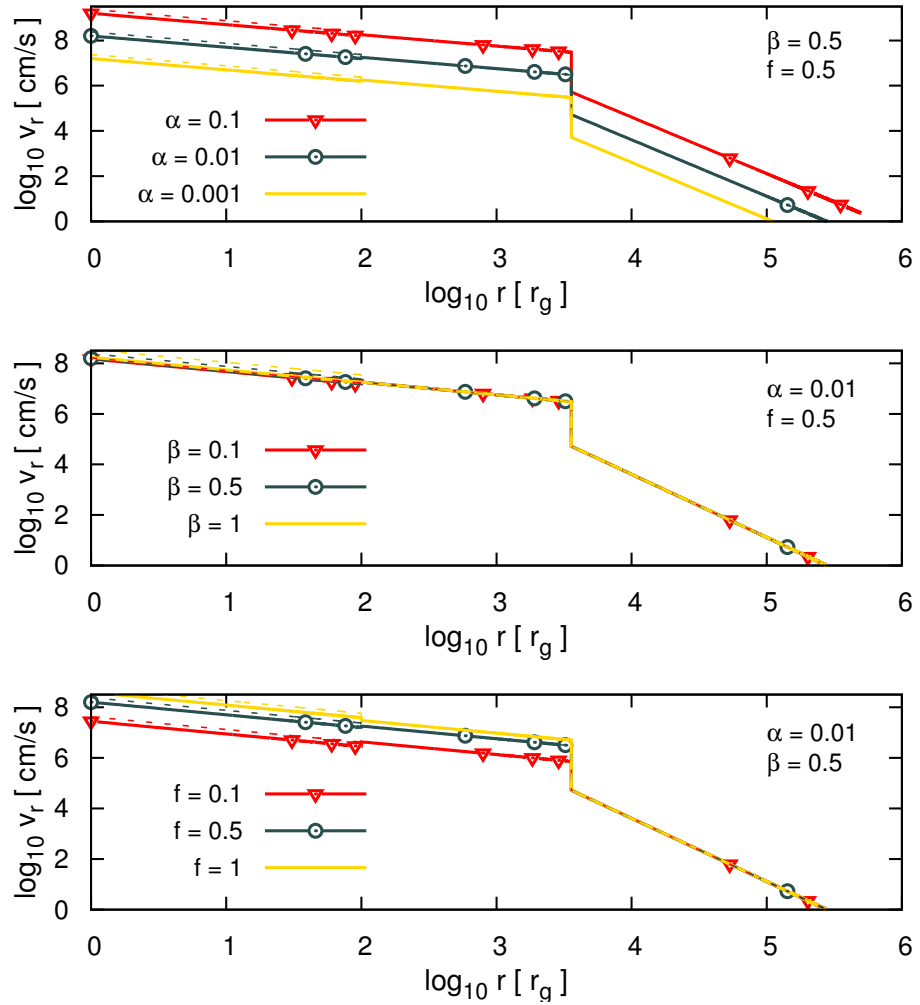 8
6
4
2
0
log₁₀ vᵣ [ cm/s ]
β = 0.5
f = 0.5
α = 0.1
α = 0.01
α = 0.001
0 1 2 3 4 5 6
log₁₀ r [ r_g ]
8
6
4
2
0
log₁₀ vᵣ [ cm/s ]
α = 0.01
f = 0.5
β = 0.1
β = 0.5
β = 1
0 1 2 3 4 5 6
log₁₀ r [ r_g ]
8
6
4
2
0
log₁₀ vᵣ [ cm/s ]
α = 0.01
β = 0.5
f = 0.1
f = 0.5
f = 1
0 1 2 3 4 5 6
log₁₀ r [ r_g ]